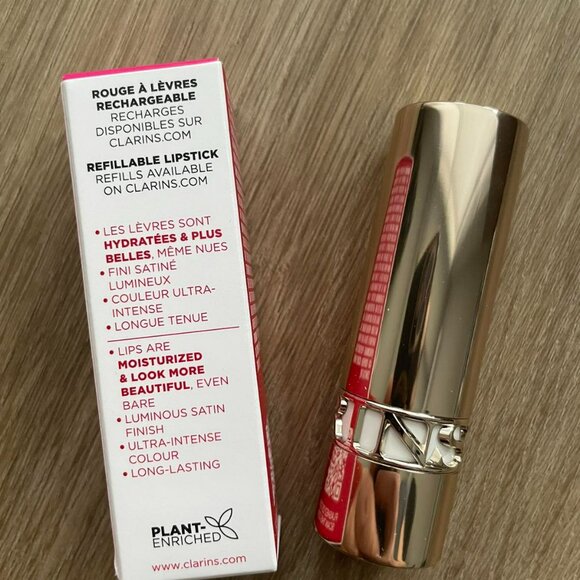 ROUGE À LÈVRES
RECHARGEABLE
RECHARGES
DISPONIBLES SUR
CLARINS.COM
REFILLABLE LIPSTICK
REFILLS AVAILABLE
ON CLARINS.COM
• LES LÈVRES SONT
HYDRATÉES & PLUS
BELLES, MÊME NUES
• FINI SATINÉ
LUMINEUX
• COULEUR ULTRA-
INTENSE
• LONGUE TENUE
• LIPS ARE
MOISTURIZED
& LOOK MORE
BEAUTIFUL, EVEN
BARE
• LUMINOUS SATIN
FINISH
• ULTRA-INTENSE
COLOUR
• LONG-LASTING
PLANT-
ENRICHED
www.clarins.com